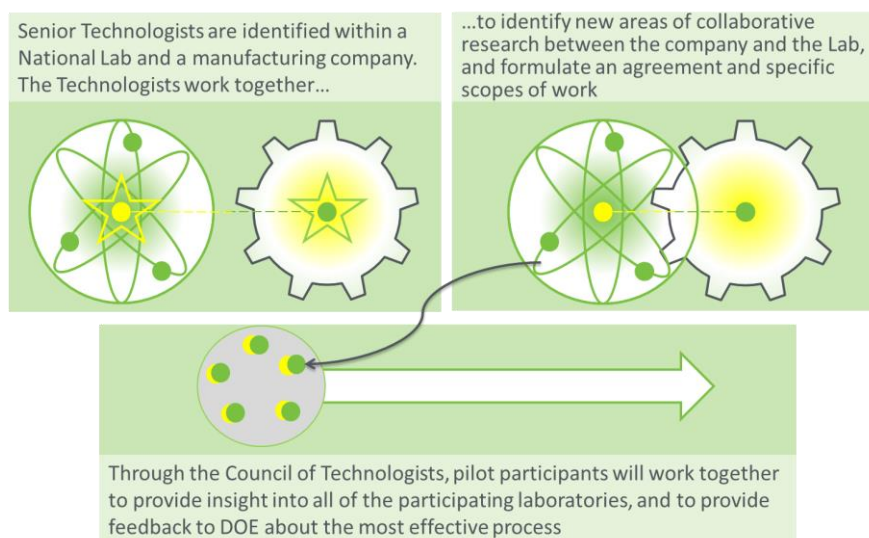 Senior Technologists are identified within a
National Lab and a manufacturing company.
The Technologists work together…
…to identify new areas of collaborative
research between the company and the Lab,
and formulate an agreement and specific
scopes of work
Through the Council of Technologists, pilot participants will work together
to provide insight into all of the participating laboratories, and to provide
feedback to DOE about the most effective process